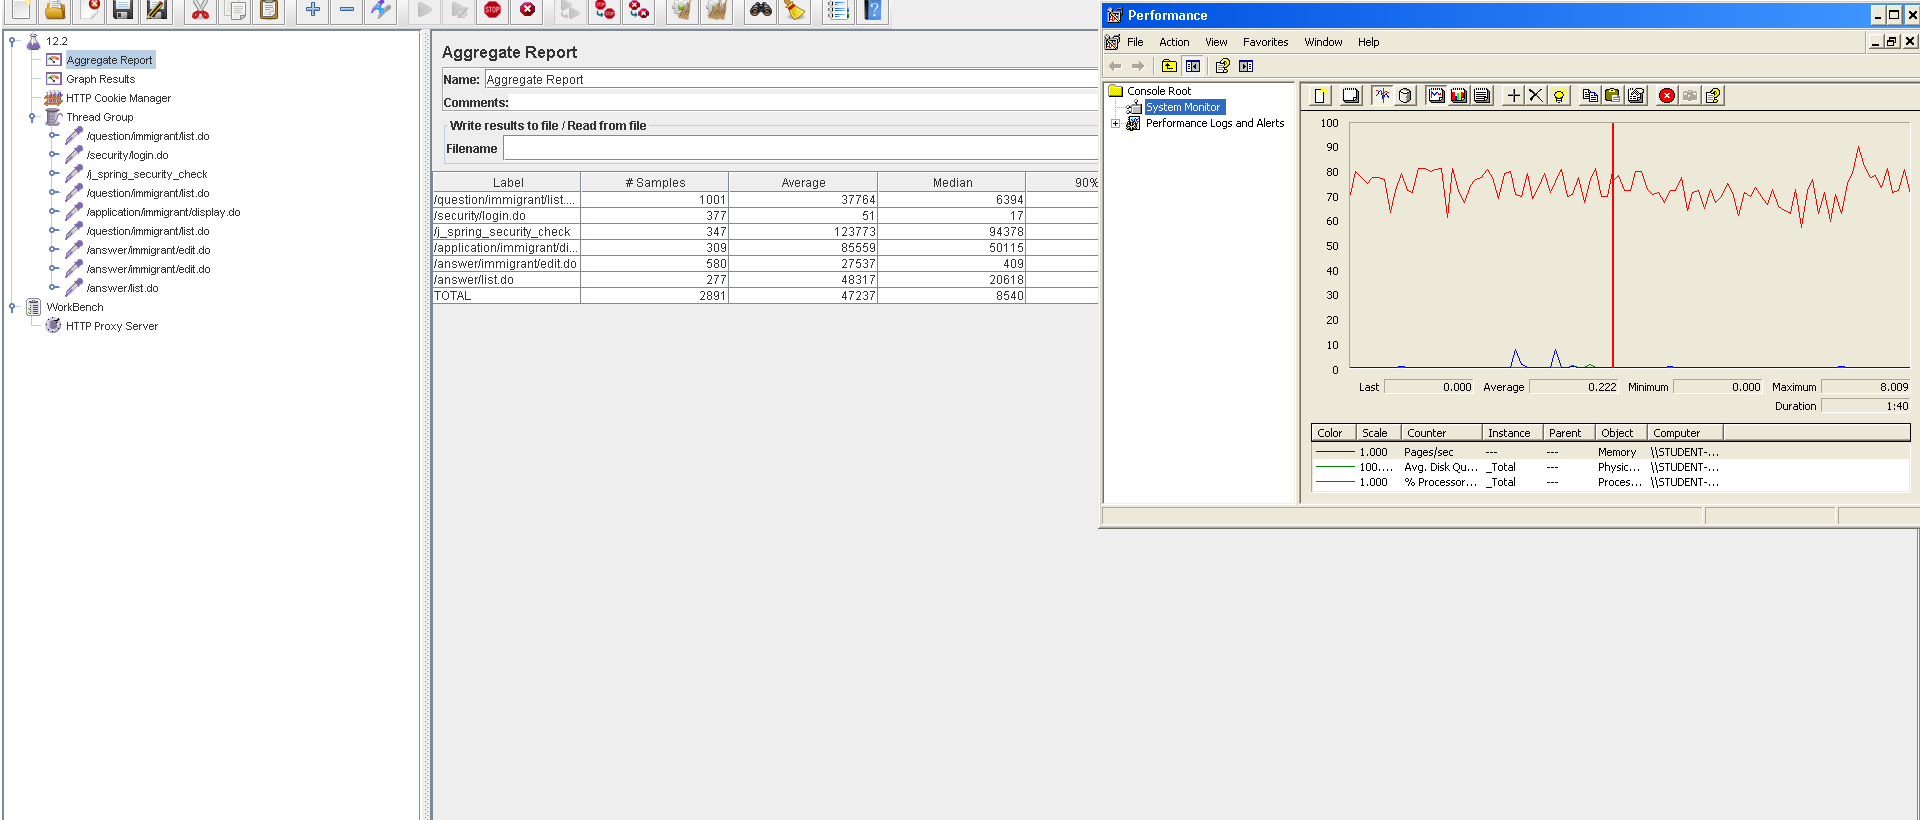 12.2
Aggregate Report
Graph Results
HTTP Cookie Manager
Thread Group
/question/immigrant/list.do
/security/login.do
/j_spring_security_check
/question/immigrant/list.do
/application/immigrant/display.do
/question/immigrant/list.do
/answer/immigrant/edit.do
/answer/immigrant/edit.do
/answer/list.do
WorkBench
HTTP Proxy Server
Aggregate Report
Name: Aggregate Report
Comments:
Write results to file / Read from file
Filename
Label # Samples Average Median 90%
/question/immigrant/list.... 1001 37764 6394
/security/login.do 377 51 17
/j_spring_security_check 347 123773 94378
/application/immigrant/di... 309 85559 50115
/answer/immigrant/edit.do 580 27537 409
/answer/list.do 277 48317 20618
TOTAL 2891 47237 8540
STOP
Performance
File Action View Favorites Window Help
Console Root
System Monitor
Performance Logs and Alerts
100
90
80
70
60
50
40
30
20
10
0
Last 0.000 Average 0.222 Minimum 0.000 Maximum 8.009
Duration 1:40
Color Scale Counter Instance Parent Object Computer
1.000 Pages/sec --- --- Memory \\STUDENT-...
100.... Avg. Disk Qu... _Total --- Physic... \\STUDENT-...
1.000 % Processor... _Total --- Proces... \\STUDENT-...